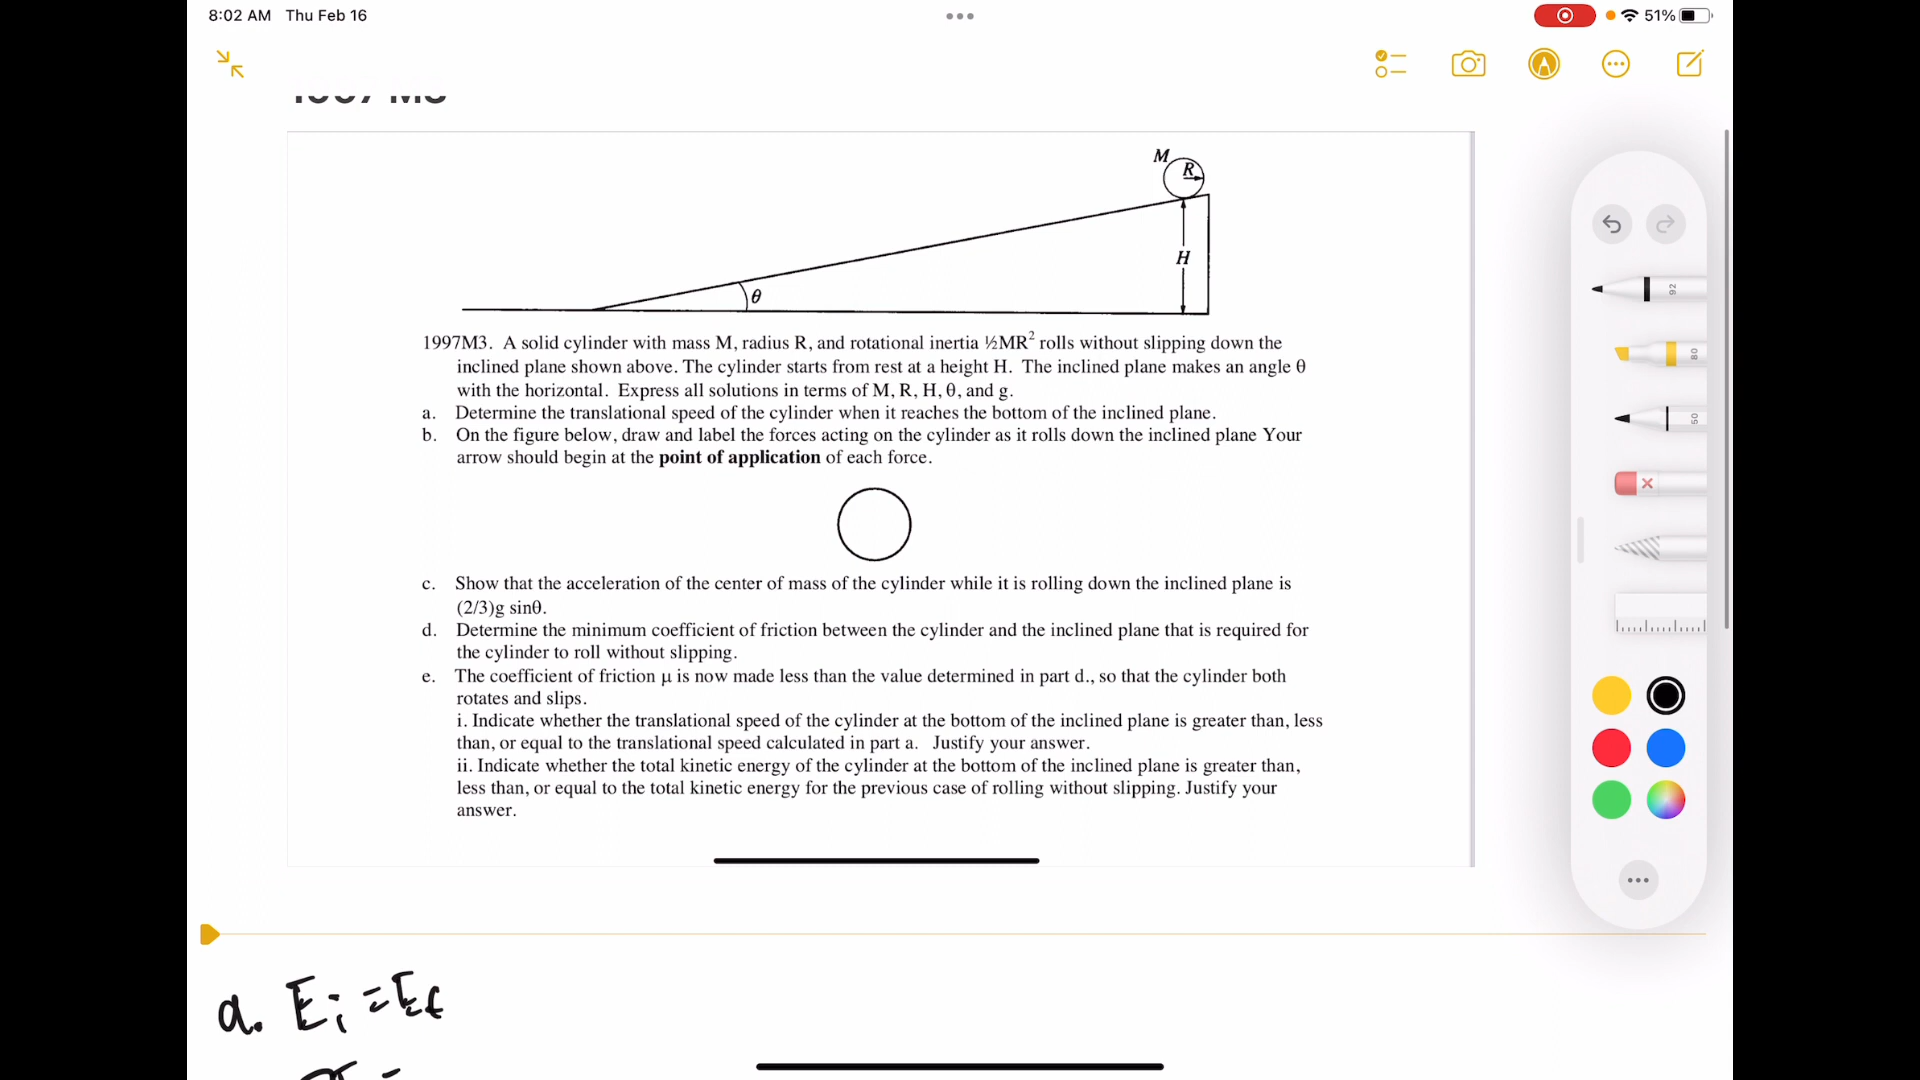 8:02 AM Thu Feb 16
51%
M
R
H
θ
1997M3. A solid cylinder with mass M, radius R, and rotational inertia ½MR² rolls without slipping down the
inclined plane shown above. The cylinder starts from rest at a height H. The inclined plane makes an angle θ
with the horizontal. Express all solutions in terms of M, R, H, θ, and g.
a. Determine the translational speed of the cylinder when it reaches the bottom of the inclined plane.
b. On the figure below, draw and label the forces acting on the cylinder as it rolls down the inclined plane Your
arrow should begin at the point of application of each force.
c. Show that the acceleration of the center of mass of the cylinder while it is rolling down the inclined plane is
(2/3)g sinθ.
d. Determine the minimum coefficient of friction between the cylinder and the inclined plane that is required for
the cylinder to roll without slipping.
e. The coefficient of friction µ is now made less than the value determined in part d., so that the cylinder both
rotates and slips.
i. Indicate whether the translational speed of the cylinder at the bottom of the inclined plane is greater than, less
than, or equal to the translational speed calculated in part a. Justify your answer.
ii. Indicate whether the total kinetic energy of the cylinder at the bottom of the inclined plane is greater than,
less than, or equal to the total kinetic energy for the previous case of rolling without slipping. Justify your
answer.
92
80
50
a. Ei = Ef